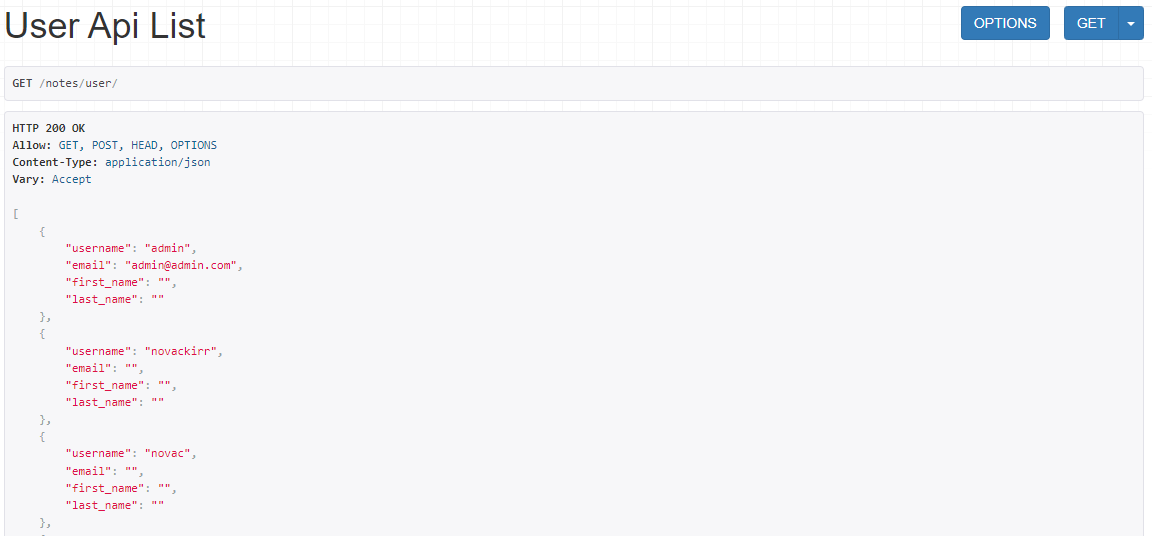 User Api List
OPTIONS
GET
GET /notes/user/
HTTP 200 OK
Allow: GET, POST, HEAD, OPTIONS
Content-Type: application/json
Vary: Accept
[
    {
        "username": "admin",
        "email": "admin@admin.com",
        "first_name": "",
        "last_name": ""
    },
    {
        "username": "novackirr",
        "email": "",
        "first_name": "",
        "last_name": ""
    },
    {
        "username": "novac",
        "email": "",
        "first_name": "",
        "last_name": ""
    },